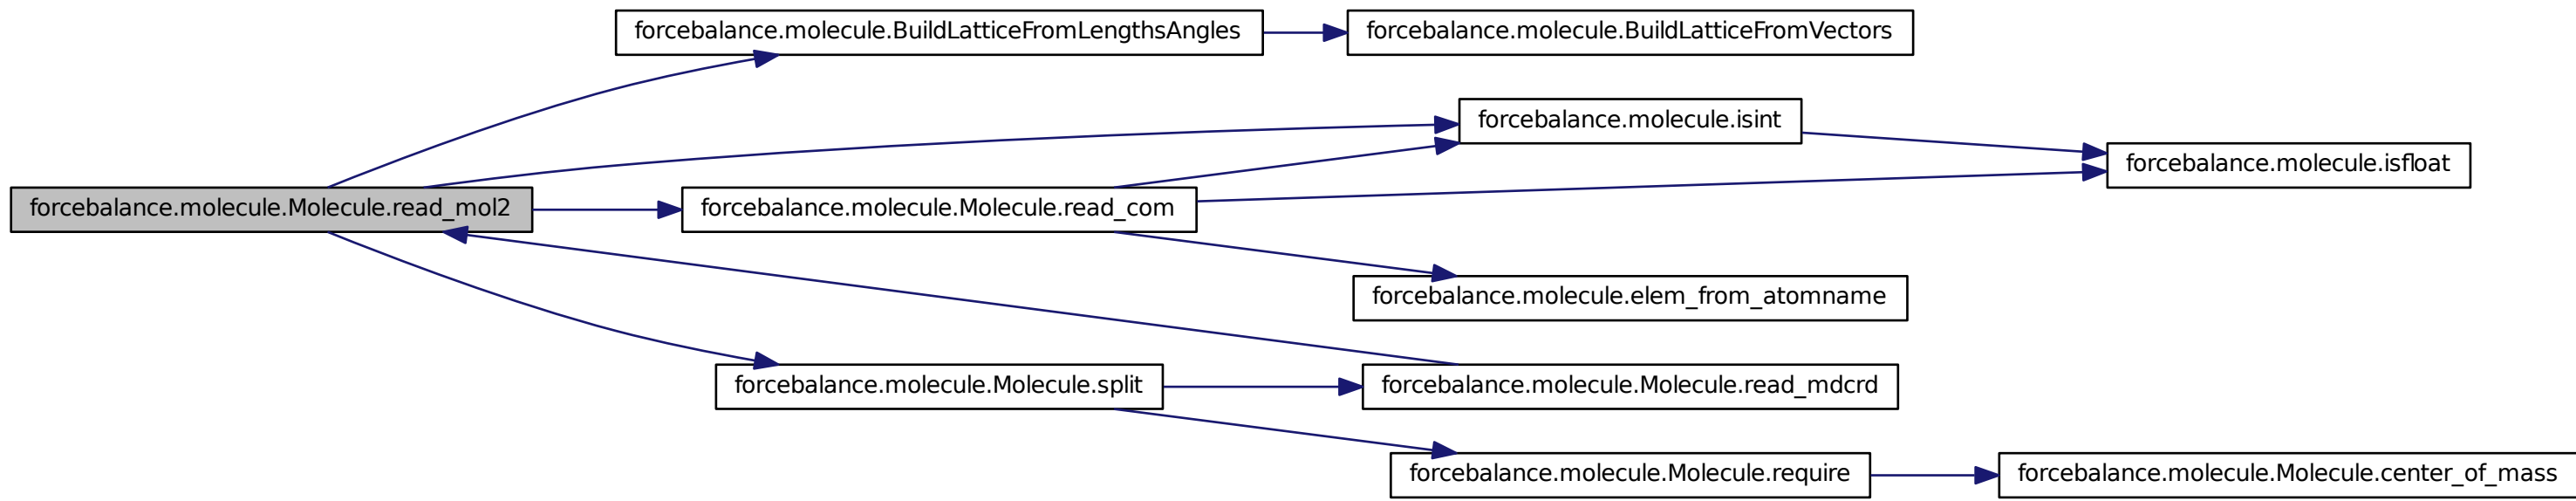 forcebalance.molecule.BuildLatticeFromLengthsAngles
forcebalance.molecule.BuildLatticeFromVectors
forcebalance.molecule.isint
forcebalance.molecule.isfloat
forcebalance.molecule.Molecule.read_mol2
forcebalance.molecule.Molecule.read_com
forcebalance.molecule.elem_from_atomname
forcebalance.molecule.Molecule.split
forcebalance.molecule.Molecule.read_mdcrd
forcebalance.molecule.Molecule.require
forcebalance.molecule.Molecule.center_of_mass